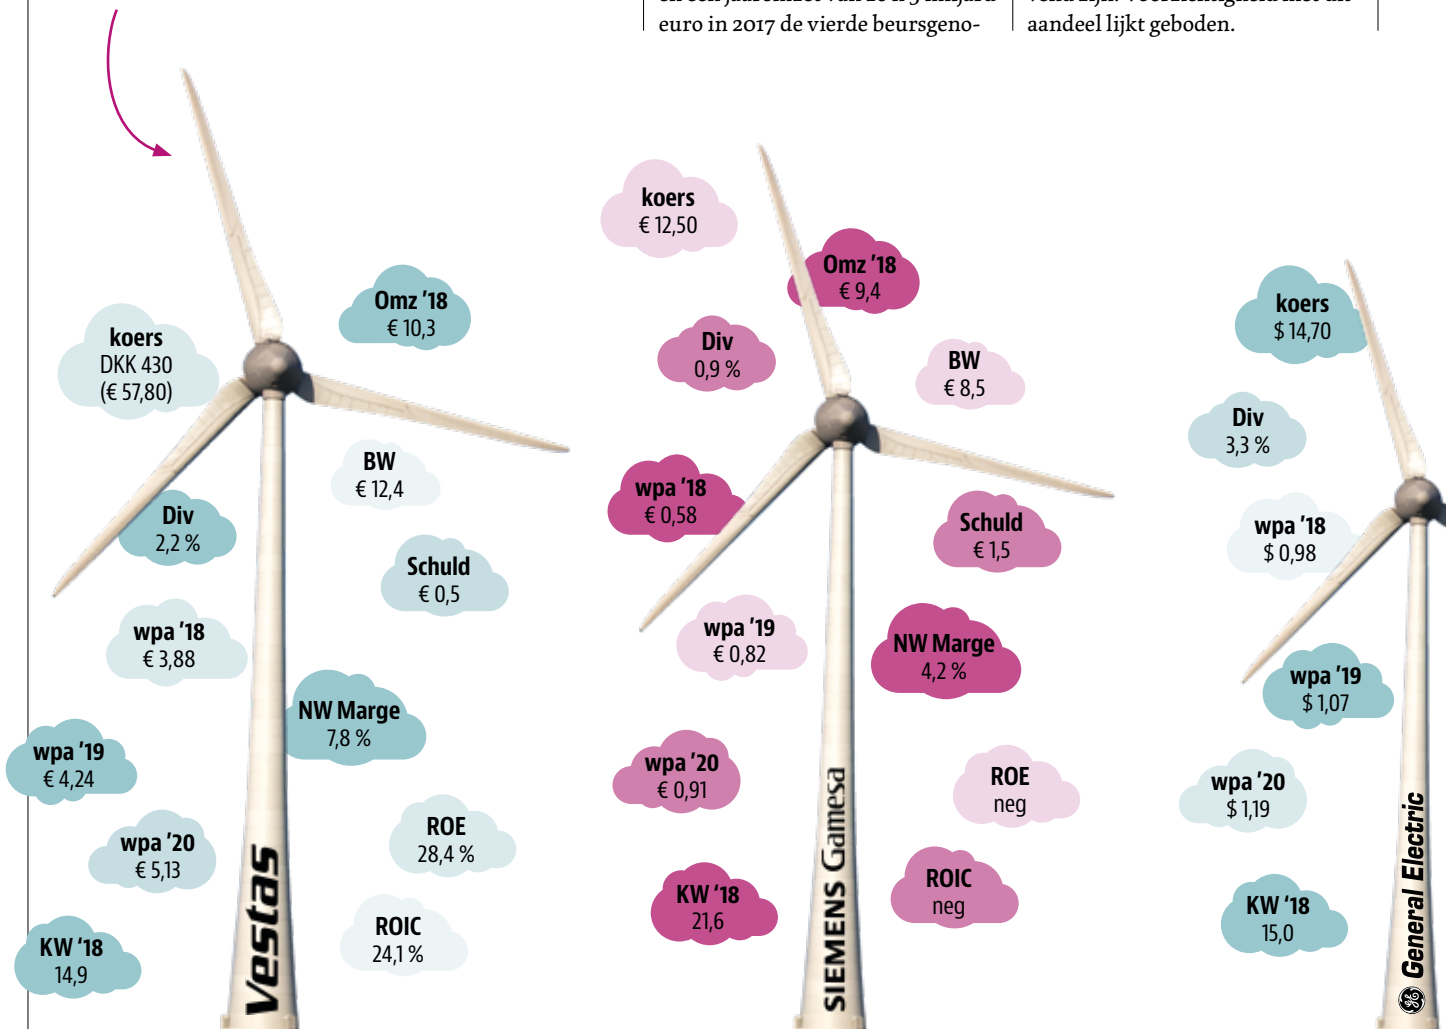 euro in 2017 de vierde beursgeno-
aandeel lijkt geboden.
koers
DKK 430
(€ 57,80)
Omz '18
€ 10,3
BW
€ 12,4
Div
2,2 %
Schuld
€ 0,5
wpa '18
€ 3,88
NW Marge
7,8 %
wpa '19
€ 4,24
wpa '20
€ 5,13
ROE
28,4 %
ROIC
24,1 %
KW '18
14,9
Vestas
koers
€ 12,50
Omz '18
€ 9,4
Div
0,9 %
BW
€ 8,5
wpa '18
€ 0,58
Schuld
€ 1,5
wpa '19
€ 0,82
NW Marge
4,2 %
wpa '20
€ 0,91
ROE
neg
ROIC
neg
KW '18
21,6
SIEMENS Gamesa
koers
$ 14,70
Div
3,3 %
wpa '18
$ 0,98
wpa '19
$ 1,07
wpa '20
$ 1,19
KW '18
15,0
GE General Electric